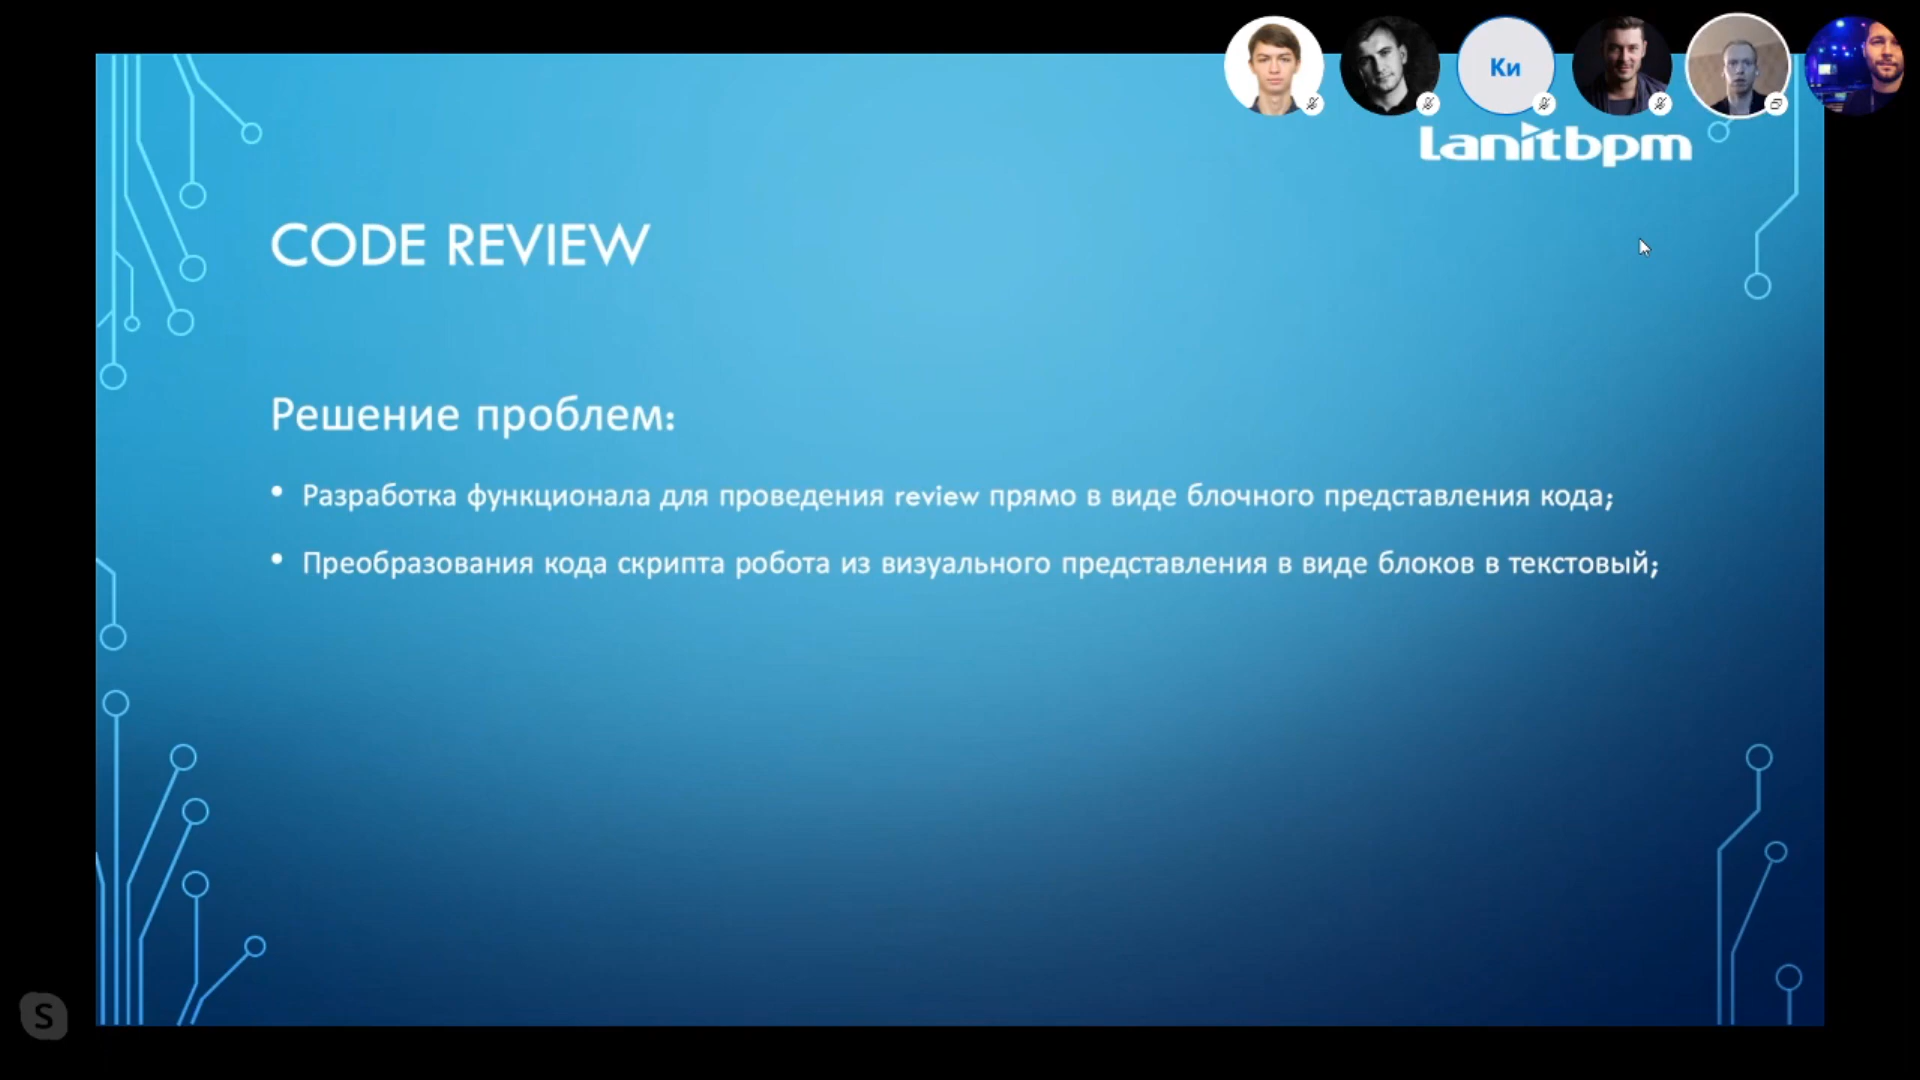 Ки
Lanitbpm
CODE REVIEW
Решение проблем:
• Разработка функционала для проведения review прямо в виде блочного представления кода;
• Преобразования кода скрипта робота из визуального представления в виде блоков в текстовый;
S